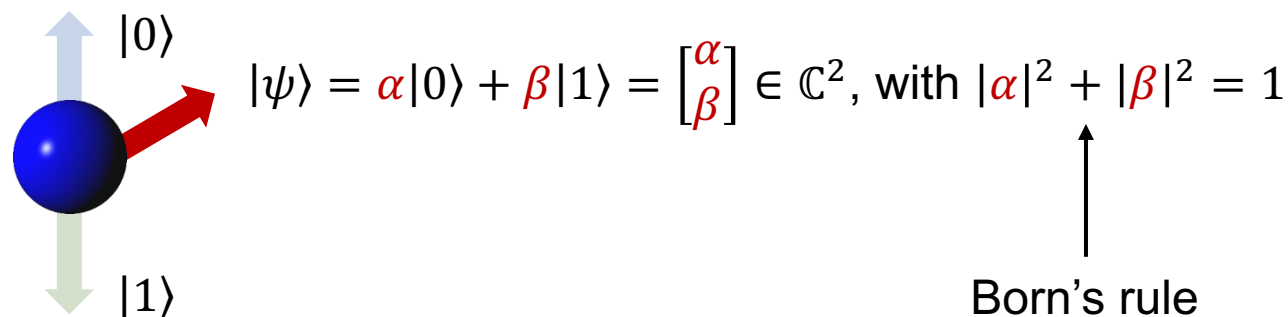 |0⟩
|ψ⟩ = α|0⟩ + β|1⟩ = [α β] ∈ ℂ², with |α|² + |β|² = 1
|1⟩
Born's rule